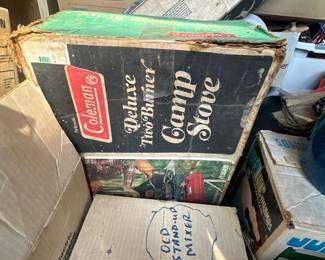 Coleman
Deluxe
Two Burner
Camp
Stove
OLD
STAND-UP
MIXER